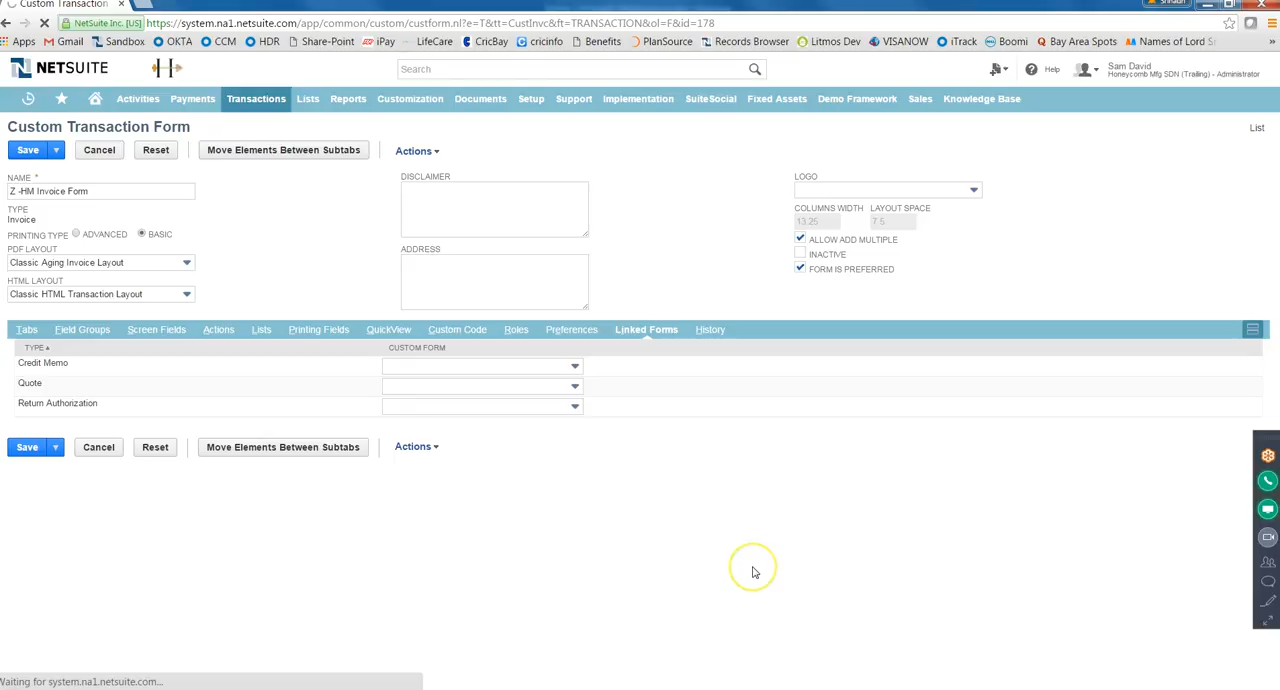 Custom Transaction ×
Shridhan
NetSuite Inc. [US] https://system.na1.netsuite.com/app/common/custom/custform.nl?e=T&tt=CustInvc&ft=TRANSACTION&ol=F&id=178
Apps Gmail Sandbox OKTA CCM HDR Share-Point iPay LifeCare CricBay cricinfo Benefits PlanSource Records Browser Litmos Dev VISANOW iTrack Boomi Bay Area Spots Names of Lord »
NETSUITE Search Help Sam David
Honeycomb Mfg SDN (Trailing) - Administrator
Activities Payments Transactions Lists Reports Customization Documents Setup Support Implementation SuiteSocial Fixed Assets Demo Framework Sales Knowledge Base
Custom Transaction Form List
Save Cancel Reset Move Elements Between Subtabs Actions
NAME * DISCLAIMER LOGO
Z -HM Invoice Form
TYPE COLUMNS WIDTH LAYOUT SPACE
Invoice 13.25 7.5
PRINTING TYPE ADVANCED BASIC ALLOW ADD MULTIPLE
PDF LAYOUT ADDRESS INACTIVE
Classic Aging Invoice Layout FORM IS PREFERRED
HTML LAYOUT
Classic HTML Transaction Layout
Tabs Field Groups Screen Fields Actions Lists Printing Fields QuickView Custom Code Roles Preferences Linked Forms History
TYPE CUSTOM FORM
Credit Memo
Quote
Return Authorization
Save Cancel Reset Move Elements Between Subtabs Actions
Waiting for system.na1.netsuite.com...